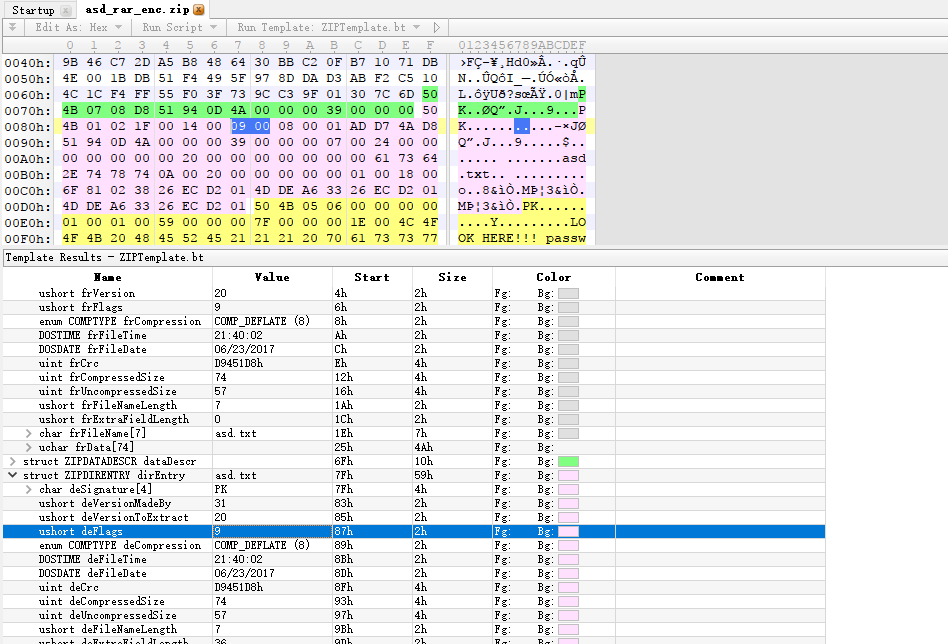 Startup asd_rar_enc.zip
Edit As: Hex Run Script Run Template: ZIPTemplate.bt
0 1 2 3 4 5 6 7 8 9 A B C D E F 0123456789ABCDEF
0040h: 9B 46 C7 2D A5 B8 48 64 30 BB C2 0F B7 10 71 DB ›FÇ-¥¸Hd0»Â.·.qÛ
0050h: 4E 00 1B DB 51 F4 49 5F 97 8D DA D3 AB F2 C5 10 N..ÛQôI_—.ÚÓ«òÅ.
0060h: 4C 1C F4 FF 55 F0 3F 73 9C C3 9F 01 30 7C 6D 50 L.ôÿUð?sœÃŸ.0|mP
0070h: 4B 07 08 D8 51 94 0D 4A 00 00 00 39 00 00 00 50 K..ØQ”.J...9...P
0080h: 4B 01 02 1F 00 14 00 09 00 08 00 01 AD D7 4A D8 K...........-×JØ
0090h: 51 94 0D 4A 00 00 00 39 00 00 00 07 00 24 00 00 Q”.J...9.....$..
00A0h: 00 00 00 00 00 20 00 00 00 00 00 00 00 61 73 64 ..... .......asd
00B0h: 2E 74 78 74 0A 00 20 00 00 00 00 00 01 00 18 00 .txt.. .........
00C0h: 6F 81 02 38 26 EC D2 01 4D DE A6 33 26 EC D2 01 o..8&ìÒ.MÞ¦3&ìÒ.
00D0h: 4D DE A6 33 26 EC D2 01 50 4B 05 06 00 00 00 00 MÞ¦3&ìÒ.PK......
00E0h: 01 00 01 00 59 00 00 00 7F 00 00 00 1E 00 4C 4F ....Y.........LO
00F0h: 4F 4B 20 48 45 52 45 21 21 21 20 70 61 73 73 77 OK HERE!!! passw
Template Results - ZIPTemplate.bt
Name Value Start Size Color Comment
ushort frVersion 20 4h 2h Fg: Bg:
ushort frFlags 9 6h 2h Fg: Bg:
enum COMPTYPE frCompression COMP_DEFLATE (8) 8h 2h Fg: Bg:
DOSTIME frFileTime 21:40:02 Ah 2h Fg: Bg:
DOSDATE frFileDate 06/23/2017 Ch 2h Fg: Bg:
uint frCrc D9451D8h Eh 4h Fg: Bg:
uint frCompressedSize 74 12h 4h Fg: Bg:
uint frUncompressedSize 57 16h 4h Fg: Bg:
ushort frFileNameLength 7 1Ah 2h Fg: Bg:
ushort frExtraFieldLength 0 1Ch 2h Fg: Bg:
char frFileName[7] asd.txt 1Eh 7h Fg: Bg:
uchar frData[74] 25h 4Ah Fg: Bg:
struct ZIPDATADESCR dataDescr 6Fh 10h Fg: Bg:
struct ZIPDIRENTRY dirEntry asd.txt 7Fh 59h Fg: Bg:
char deSignature[4] PK 7Fh 4h Fg: Bg:
ushort deVersionMadeBy 31 83h 2h Fg: Bg:
ushort deVersionToExtract 20 85h 2h Fg: Bg:
ushort deFlags 9 87h 2h Fg: Bg:
enum COMPTYPE deCompression COMP_DEFLATE (8) 89h 2h Fg: Bg:
DOSTIME deFileTime 21:40:02 8Bh 2h Fg: Bg:
DOSDATE deFileDate 06/23/2017 8Dh 2h Fg: Bg:
uint deCrc D9451D8h 8Fh 4h Fg: Bg:
uint deCompressedSize 74 93h 4h Fg: Bg:
uint deUncompressedSize 57 97h 4h Fg: Bg:
ushort deFileNameLength 7 9Bh 2h Fg: Bg:
ushort deExtraFieldLength 36 9Dh 2h Fg: Bg: